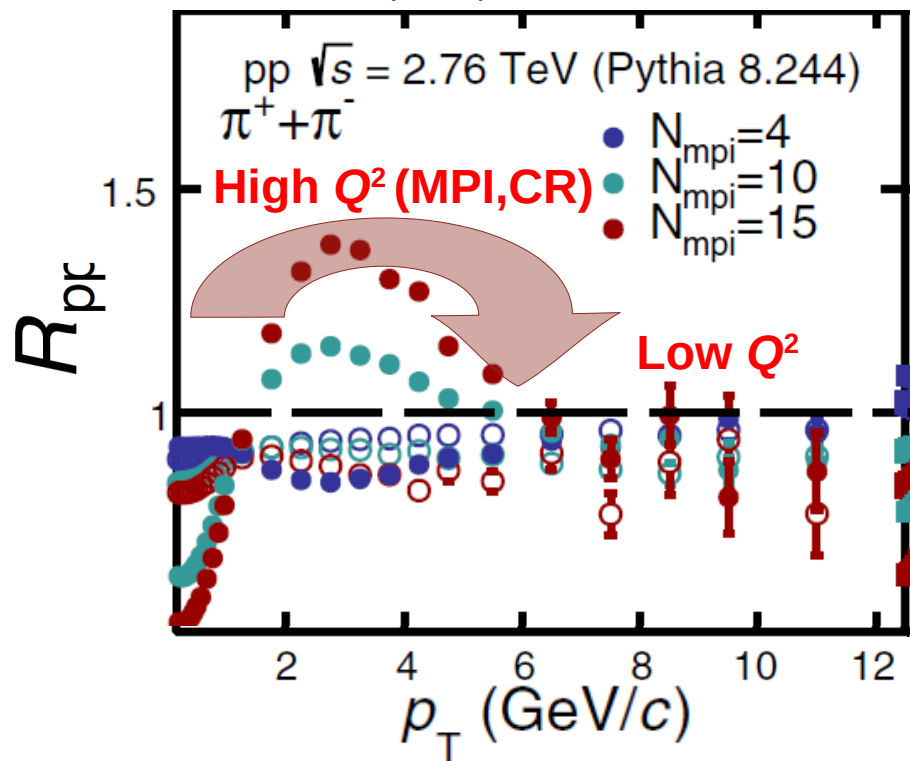 pp √s = 2.76 TeV (Pythia 8.244)
π⁺+π⁻
N_mpi=4
N_mpi=10
N_mpi=15
High Q² (MPI,CR)
Low Q²
1.5
1
R_pp
2 4 6 8 10 12
p_T (GeV/c)